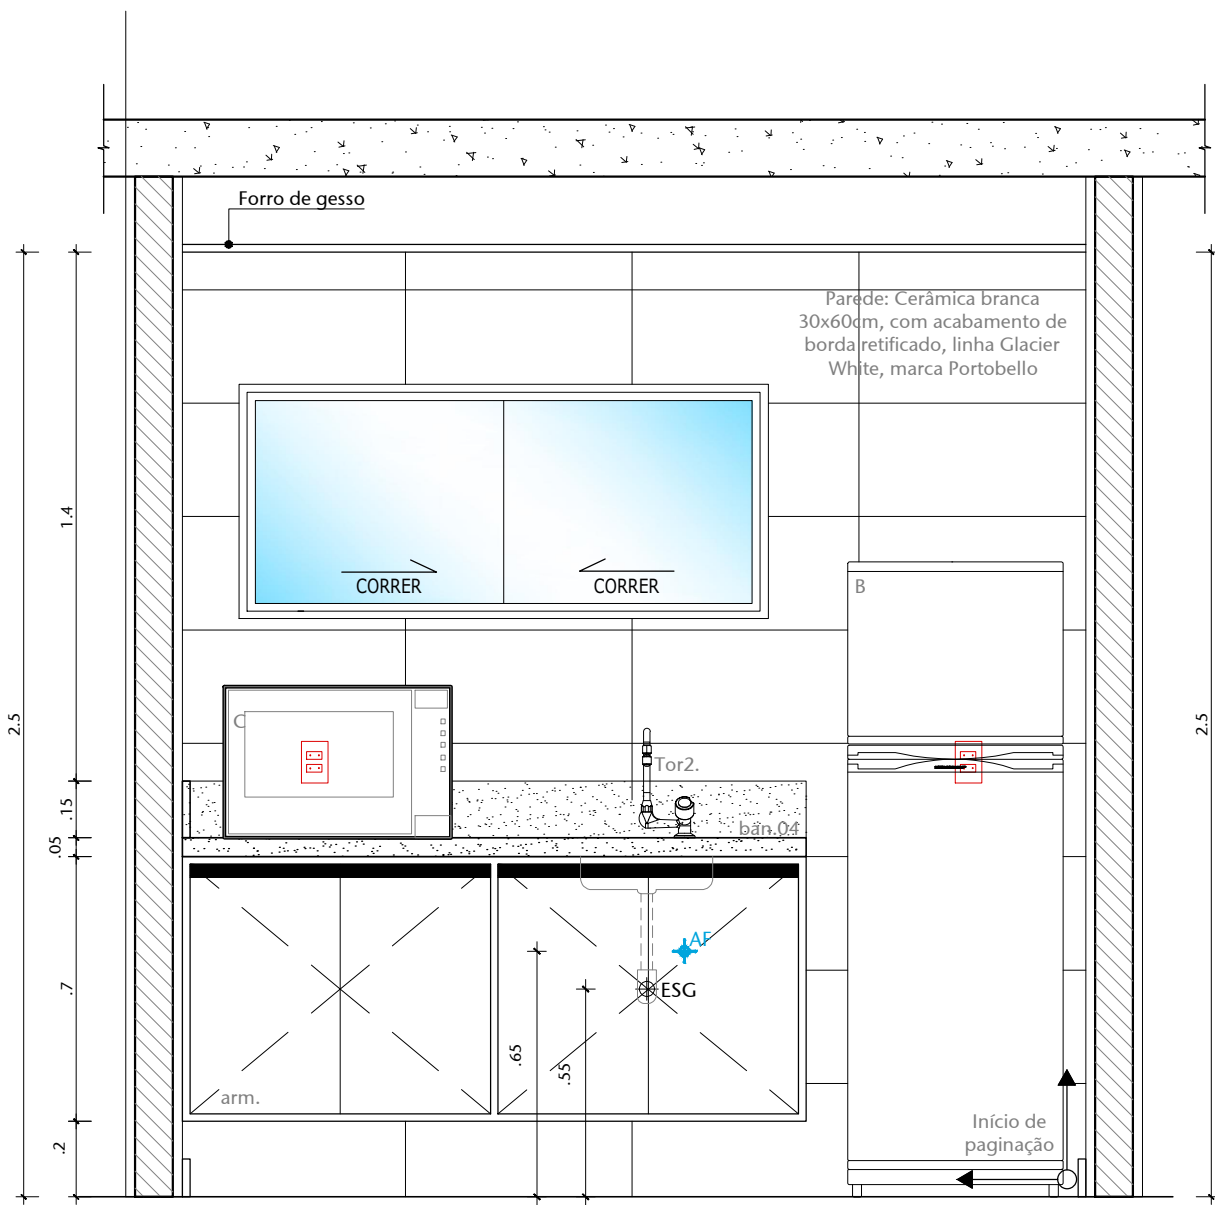 Forro de gesso
Parede: Cerâmica branca
30x60cm, com acabamento de
borda retificado, linha Glacier
White, marca Portobello
CORRER
CORRER
B
C
Tor2.
ban.04
AF
ESG
arm.
Início de
paginação
2.5
1.4
.15
.05
.7
.2
.65
.55
2.5